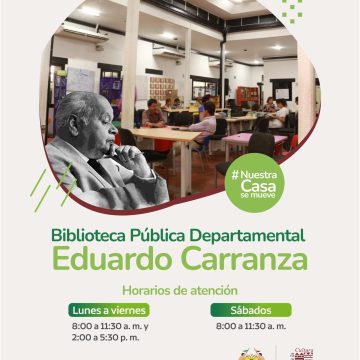 #Nuestra
Casa
se mueve
Biblioteca Pública Departamental
Eduardo Carranza
Horarios de atención
Lunes a viernes
8:00 a 11:30 a. m. y
2:00 a 5:30 p. m.
Sábados
8:00 a 11:30 a. m.
Cultura